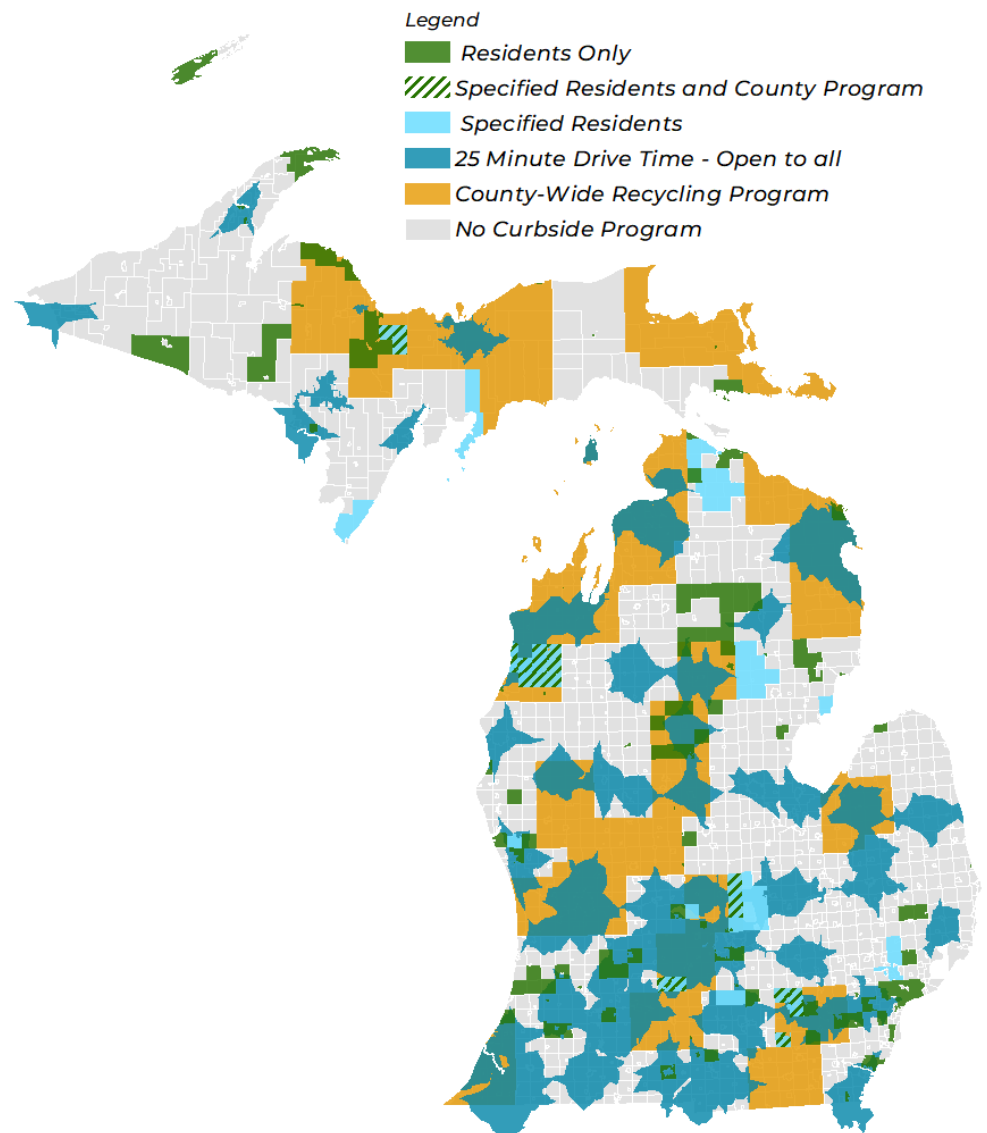 Legend
Residents Only
Specified Residents and County Program
Specified Residents
25 Minute Drive Time - Open to all
County-Wide Recycling Program
No Curbside Program